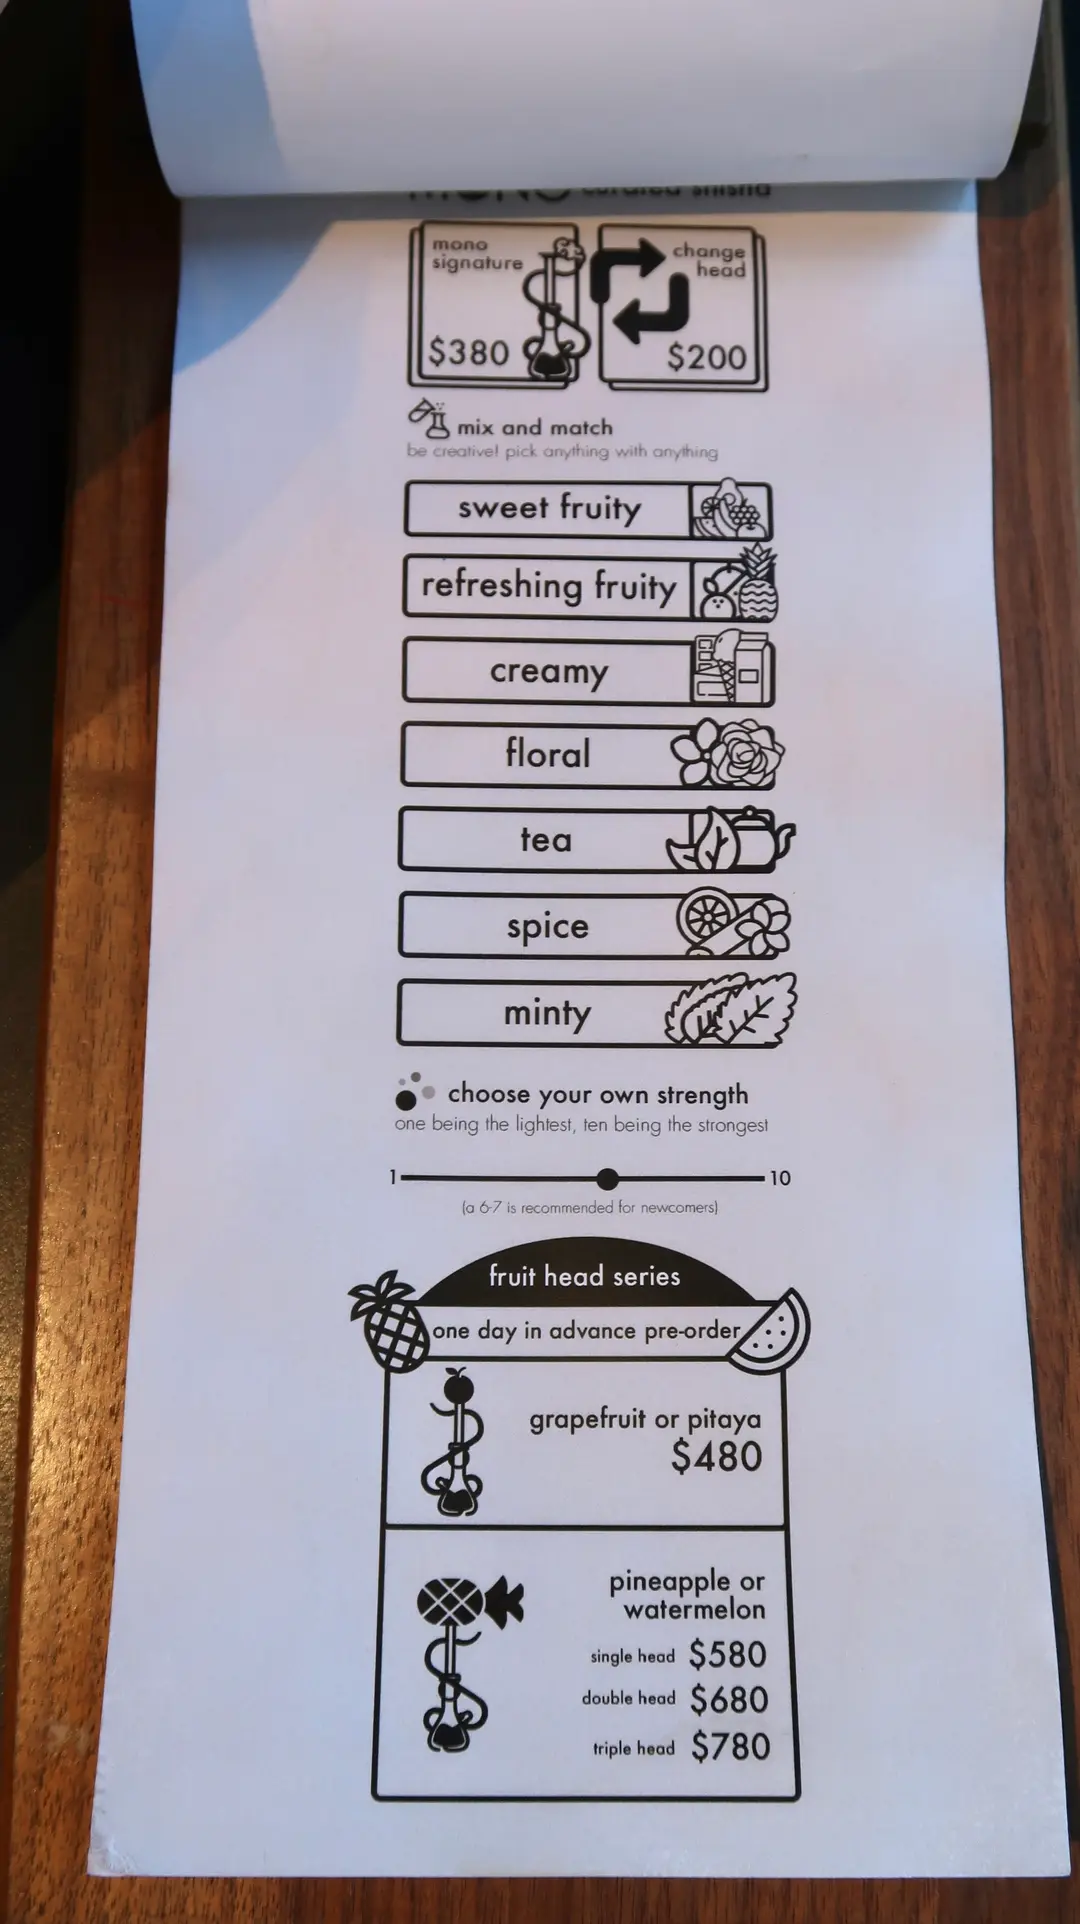 MONO curated shisha
mono
signature
$380
change
head
$200
mix and match
be creative! pick anything with anything
sweet fruity
refreshing fruity
creamy
floral
tea
spice
minty
choose your own strength
one being the lightest, ten being the strongest
1
10
(a 6-7 is recommended for newcomers)
fruit head series
one day in advance pre-order
grapefruit or pitaya
$480
pineapple or
watermelon
single head $580
double head $680
triple head $780